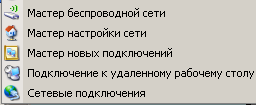 Мастер беспроводной сети
Мастер настройки сети
Мастер новых подключений
Подключение к удаленному рабочему столу
Сетевые подключения